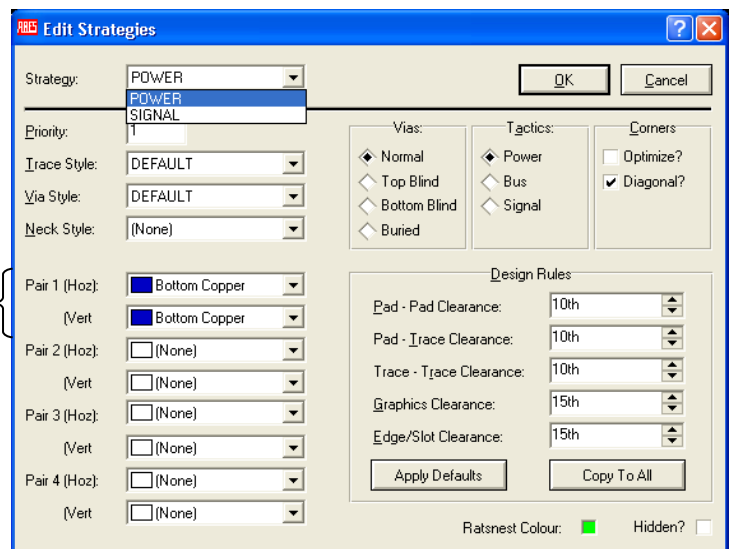 ARES Edit Strategies
Strategy: POWER OK Cancel
POWER
SIGNAL
Priority: 1
Trace Style: DEFAULT
Via Style: DEFAULT
Neck Style: (None)
Vias:
Normal
Top Blind
Bottom Blind
Buried
Tactics:
Power
Bus
Signal
Corners
Optimize?
Diagonal?
Pair 1 (Hoz): Bottom Copper
(Vert Bottom Copper
Pair 2 (Hoz): (None)
(Vert (None)
Pair 3 (Hoz): (None)
(Vert (None)
Pair 4 (Hoz): (None)
(Vert (None)
Design Rules
Pad - Pad Clearance: 10th
Pad - Trace Clearance: 10th
Trace - Trace Clearance: 10th
Graphics Clearance: 15th
Edge/Slot Clearance: 15th
Apply Defaults Copy To All
Ratsnest Colour: Hidden?